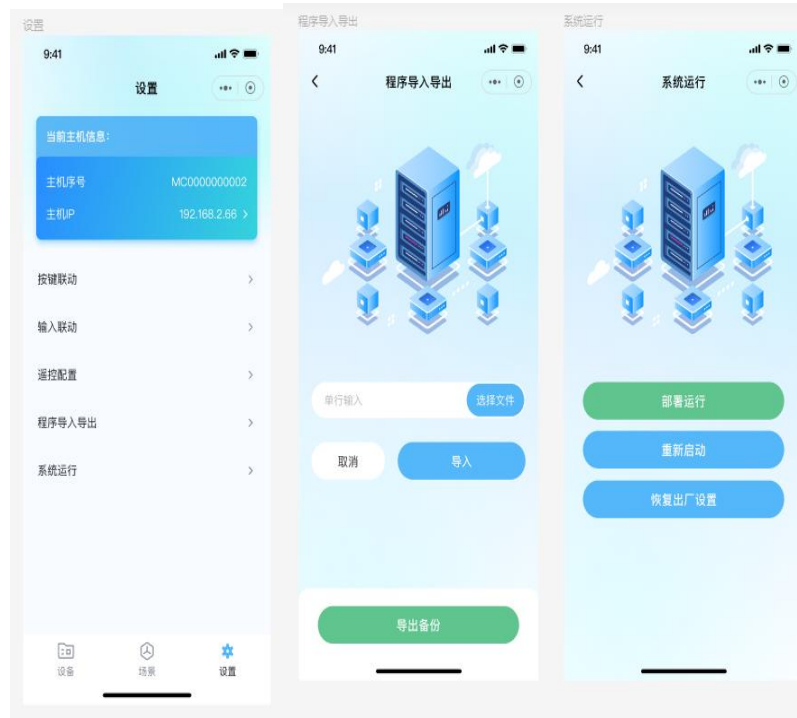 设置
9:41
设置
当前主机信息:
主机序号 MC0000000002
主机IP 192.168.2.66
按键联动
输入联动
遥控配置
程序导入导出
系统运行
设备 场景 设置
程序导入导出
9:41
程序导入导出
单行输入 选择文件
取消 导入
导出备份
系统运行
9:41
系统运行
部署运行
重新启动
恢复出厂设置